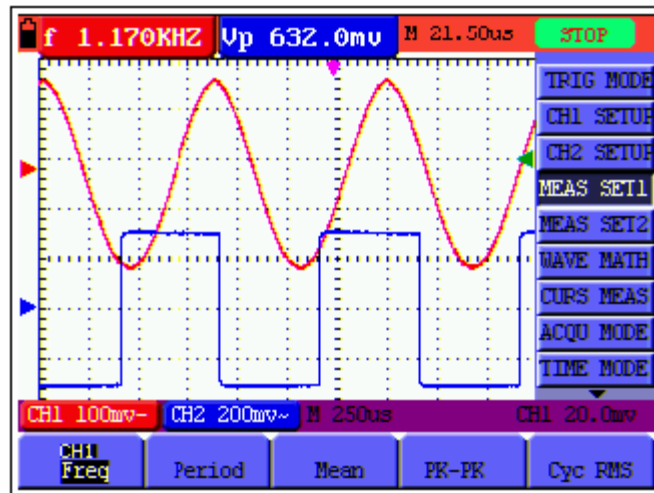 f 1.170KHZ Vp 632.0mv M 21.50us STOP
TRIG MODE
CH1 SETUP
CH2 SETUP
MEAS SET1
MEAS SET2
WAVE MATH
CURS MEAS
ACQU MODE
TIME MODE
CH1 100mv- CH2 200mv~ M 250us CH1 20.0mv
CH1
Freq Period Mean PK-PK Cyc RMS